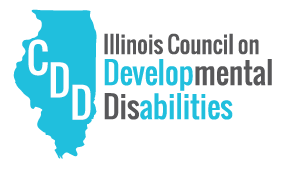 CDD
Illinois Council on
Developmental
Disabilities